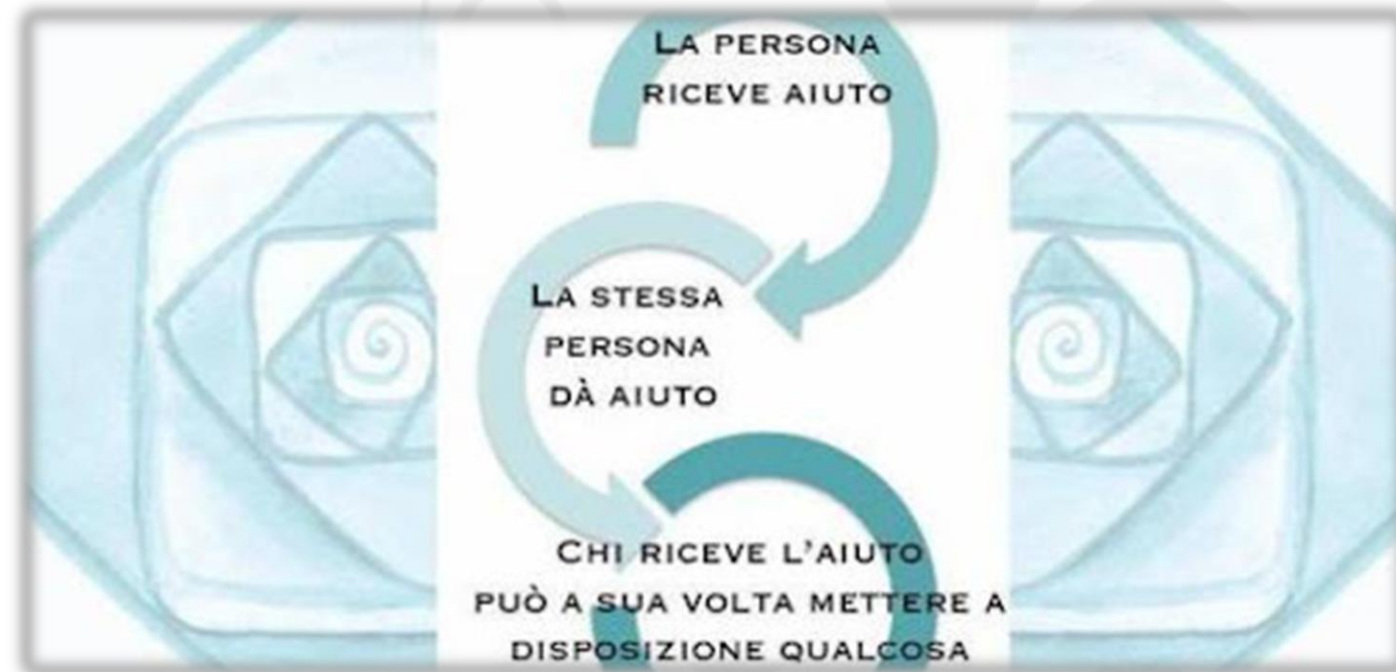 LA PERSONA
RICEVE AIUTO
LA STESSA
PERSONA
DÀ AIUTO
CHI RICEVE L'AIUTO
PUÒ A SUA VOLTA METTERE A
DISPOSIZIONE QUALCOSA